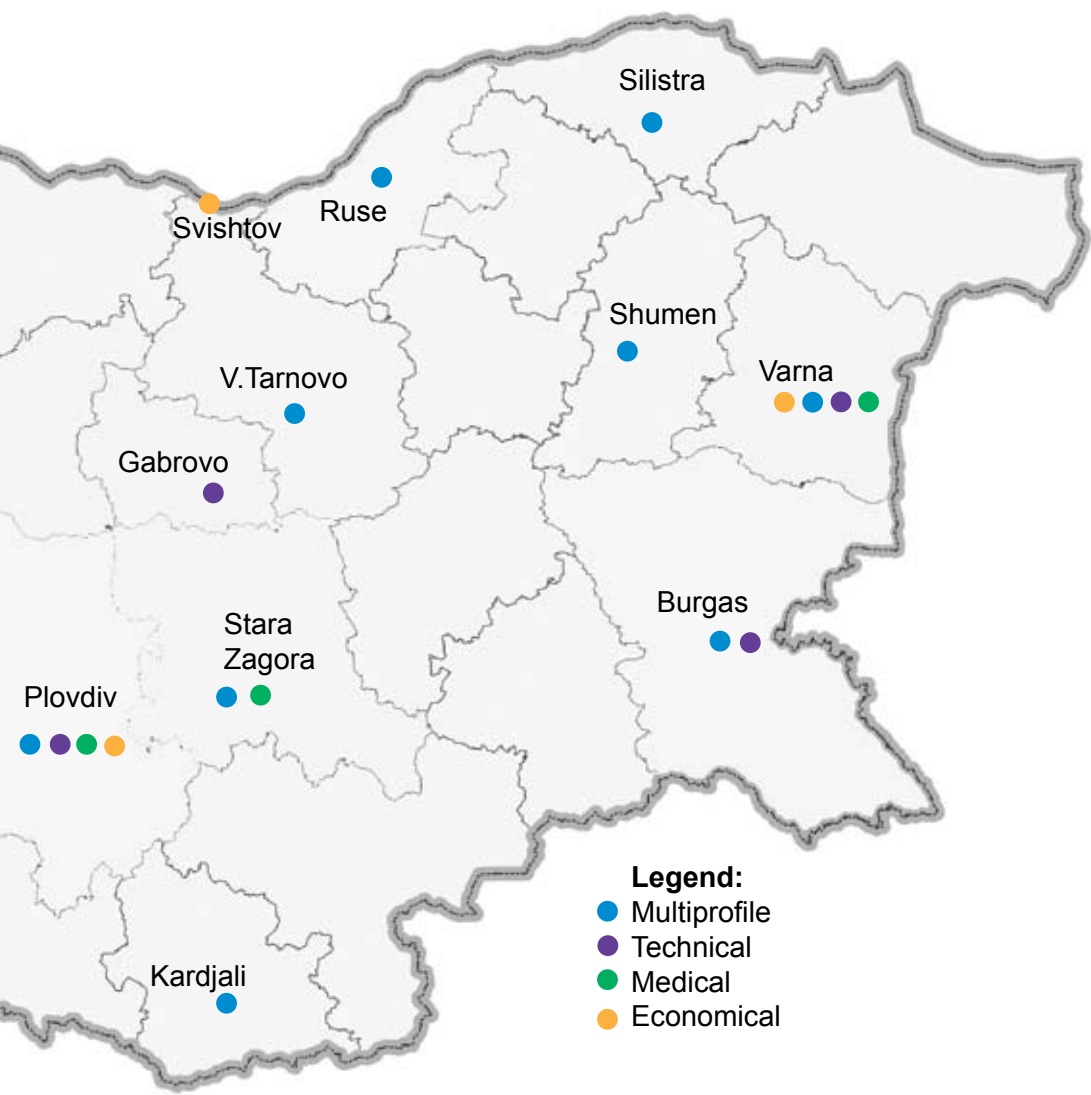 Silistra
Ruse
Svishtov
Shumen
Varna
V.Tarnovo
Gabrovo
Burgas
Stara
Zagora
Plovdiv
Kardjali
Legend:
Multiprofile
Technical
Medical
Economical